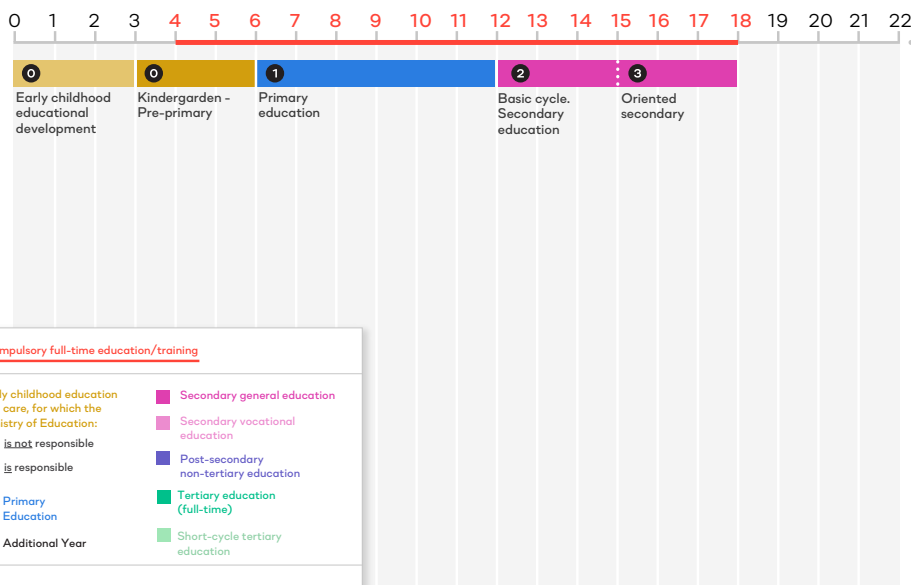 0 1 2 3 4 5 6 7 8 9 10 11 12 13 14 15 16 17 18 19 20 21 22
0 0 1 2 3
Early childhood
educational
development
Kindergarden -
Pre-primary
Primary
education
Basic cycle.
Secondary
education
Oriented
secondary
mpulsory full-time education/training
ly childhood education
care, for which the
istry of Education:
is not responsible
is responsible
Primary
Education
Additional Year
Secondary general education
Secondary vocational
education
Post-secondary
non-tertiary education
Tertiary education
(full-time)
Short-cycle tertiary
education